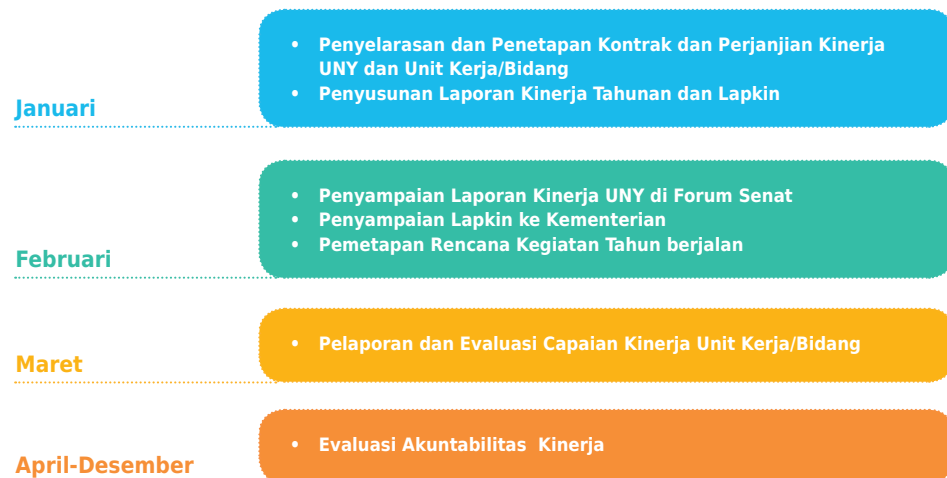 • Penyelarasan dan Penetapan Kontrak dan Perjanjian Kinerja
UNY dan Unit Kerja/Bidang
• Penyusunan Laporan Kinerja Tahunan dan Lapkin
Januari
• Penyampaian Laporan Kinerja UNY di Forum Senat
• Penyampaian Lapkin ke Kementerian
• Pemetapan Rencana Kegiatan Tahun berjalan
Februari
• Pelaporan dan Evaluasi Capaian Kinerja Unit Kerja/Bidang
Maret
• Evaluasi Akuntabilitas Kinerja
April-Desember